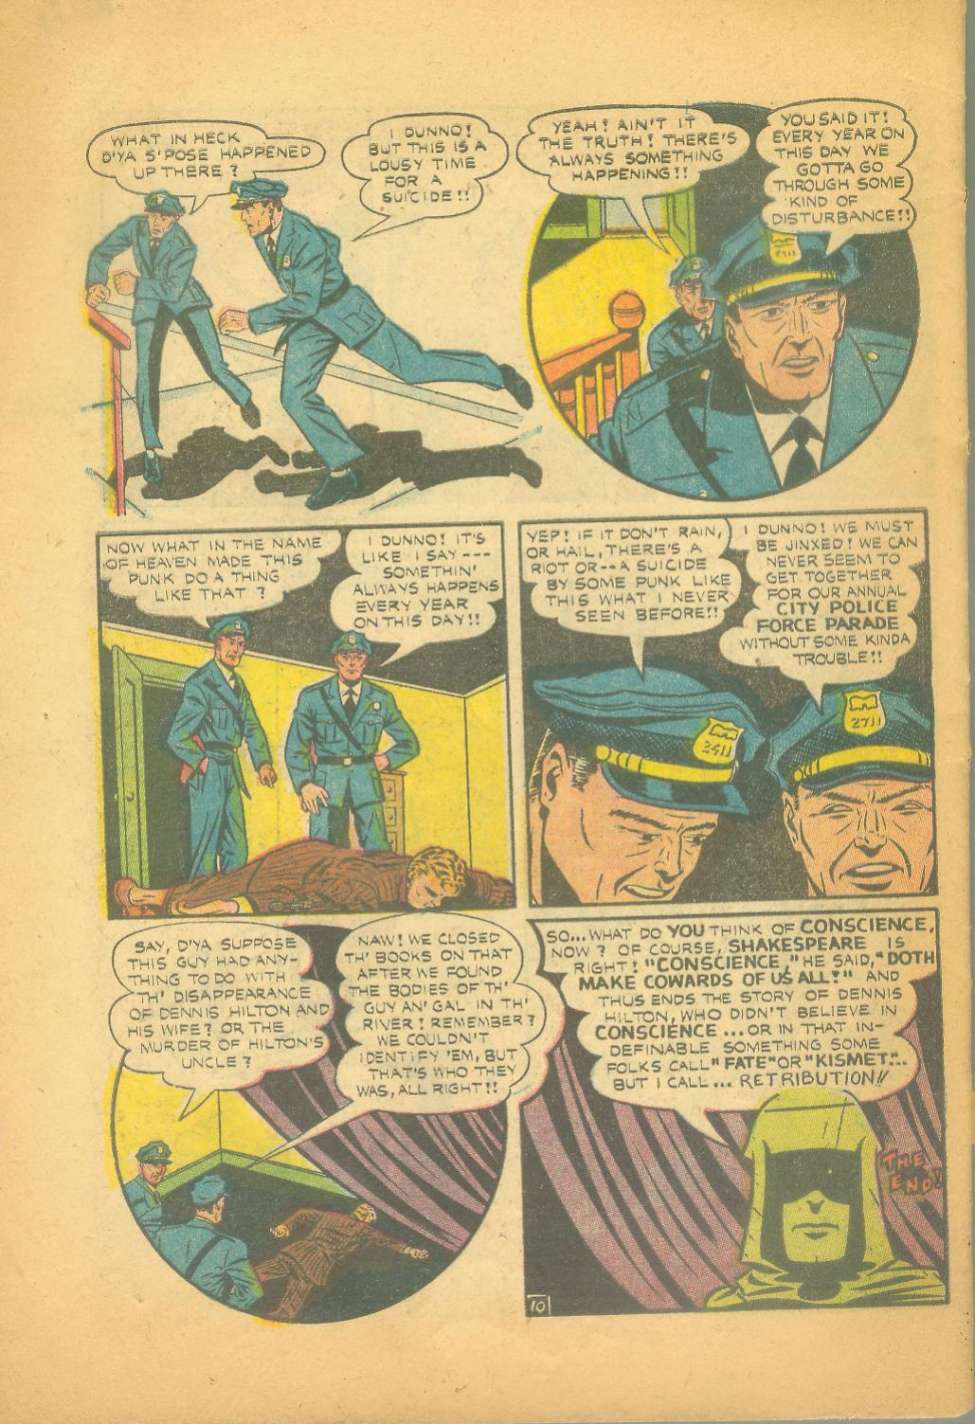 WHAT IN HECK
D'YA S'POSE HAPPENED
UP THERE?
I DUNNO!
BUT THIS IS A
LOUSY TIME
FOR A
SUICIDE!!
YEAH! AIN'T IT
THE TRUTH! THERE'S
ALWAYS SOMETHING
HAPPENING!!
YOU SAID IT!
EVERY YEAR ON
THIS DAY WE
GOTTA GO
THROUGH SOME
KIND OF
DISTURBANCE!!
2711
NOW WHAT IN THE NAME
OF HEAVEN MADE THIS
PUNK DO A THING
LIKE THAT?
I DUNNO! IT'S
LIKE I SAY---
SOMETHIN'
ALWAYS HAPPENS
EVERY YEAR
ON THIS DAY!!
YEP! IF IT DON'T RAIN,
OR HAIL, THERE'S A
RIOT OR--A SUICIDE
BY SOME PUNK LIKE
THIS WHAT I NEVER
SEEN BEFORE!!
I DUNNO! WE MUST
BE JINXED! WE CAN
NEVER SEEM TO
GET TOGETHER
FOR OUR ANNUAL
CITY POLICE
FORCE PARADE
WITHOUT SOME KINDA
TROUBLE!!
2411
2711
SAY, D'YA SUPPOSE
THIS GUY HAD ANY-
THING TO DO WITH
TH' DISAPPEARANCE
OF DENNIS HILTON AND
HIS WIFE? OR THE
MURDER OF HILTON'S
UNCLE?
NAW! WE CLOSED
TH' BOOKS ON THAT
AFTER WE FOUND
THE BODIES OF TH'
GUY AN' GAL IN TH'
RIVER! REMEMBER?
WE COULDN'T
IDENTIFY 'EM, BUT
THAT'S WHO THEY
WAS, ALL RIGHT!!
SO...WHAT DO YOU THINK OF CONSCIENCE,
NOW? OF COURSE, SHAKESPEARE IS
RIGHT! "CONSCIENCE," HE SAID, "DOTH
MAKE COWARDS OF US ALL!" AND
THUS ENDS THE STORY OF DENNIS
HILTON, WHO DIDN'T BELIEVE IN
CONSCIENCE ...OR IN THAT IN-
DEFINABLE SOMETHING SOME
FOLKS CALL "FATE" OR "KISMET"...
BUT I CALL... RETRIBUTION!!
THE
END!
10